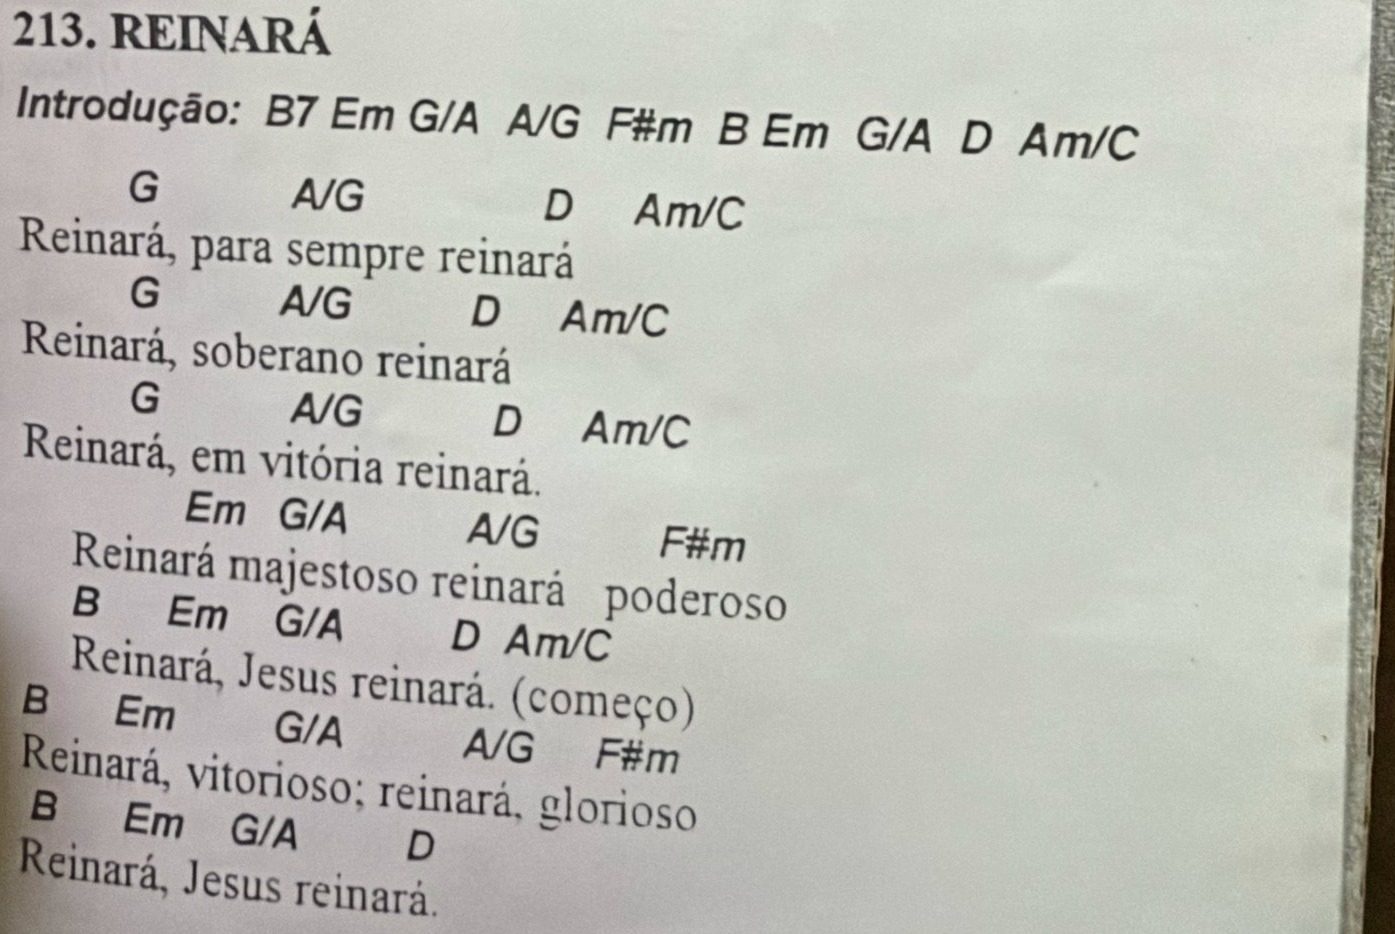 213. REINARÁ
Introdução: B7 Em G/A A/G F#m B Em G/A D Am/C
G A/G D Am/C
Reinará, para sempre reinará
G A/G D Am/C
Reinará, soberano reinará
G A/G D Am/C
Reinará, em vitória reinará.
Em G/A A/G F#m
Reinará majestoso reinará poderoso
B Em G/A D Am/C
Reinará, Jesus reinará. (começo)
B Em G/A A/G F#m
Reinará, vitorioso; reinará, glorioso
B Em G/A D
Reinará, Jesus reinará.